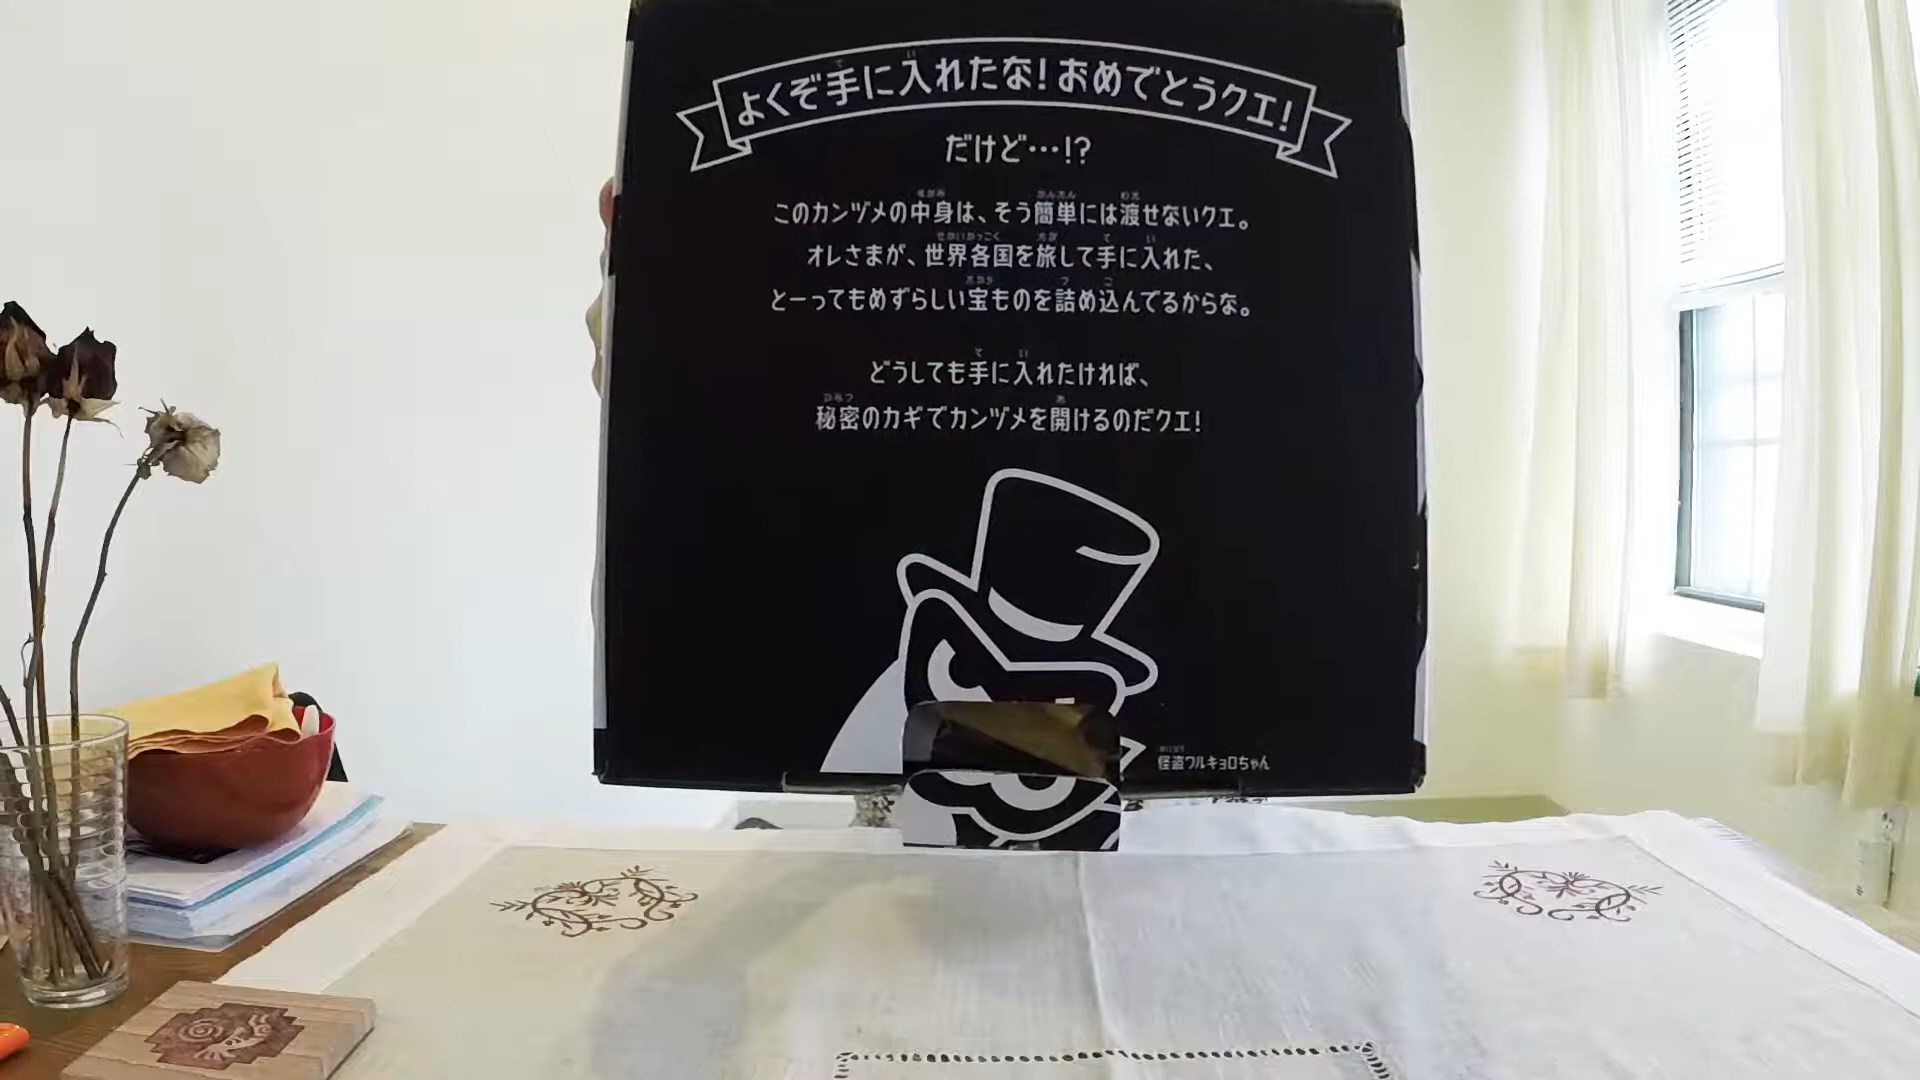 よくぞ手に入れたな!おめでとうクエ!
だけど…!?
このカンヅメの中身は、そう簡単には渡せないクエ。
オレさまが、世界各国を旅して手に入れた、
とーってもめずらしい宝ものを詰め込んでるからな。
どうしても手に入れたければ、
秘密のカギでカンヅメを開けるのだクエ!
怪盗ワルキョロちゃん